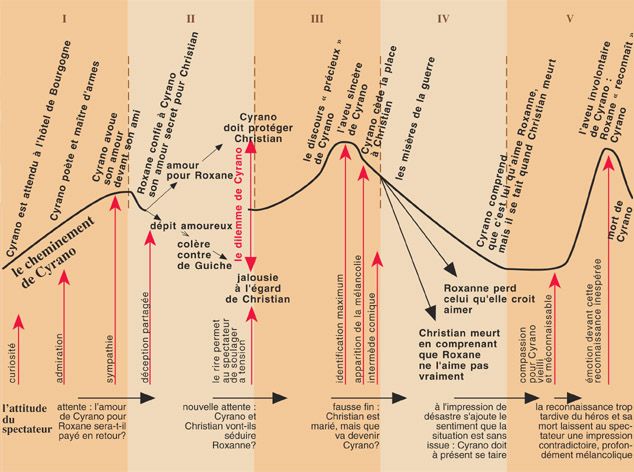 I
II
III
IV
V
Cyrano est attendu à l'hôtel de Bourgogne
Cyrano poète et maître d'armes
Cyrano avoue
son amour
devant son ami
le cheminement
de Cyrano
Roxane confie à Cyrano
son amour secret pour Christian
amour
pour Roxane
Cyrano
doit protéger
Christian
dépit amoureux
colère
contre
de Guiche
jalousie
à l'égard
de Christian
le dilemme de Cyrano
le discours « précieux »
de Cyrano
l'aveu sincère
de Cyrano
Cyrano cède la place
à Christian
les misères de la guerre
Roxane perd
celui qu'elle croit
aimer
Christian meurt
en comprenant
que Roxane
ne l'aime pas
vraiment
Cyrano comprend
que c'est lui qu'aime Roxanne,
mais il se tait quand Christian meurt
l'aveu involontaire
de Cyrano :
Roxane « reconnaît »
Cyrano
mort de
Cyrano
curiosité
admiration
sympathie
déception partagée
le rire permet
au spectateur
de soulager
a tension
identification maximum
apparition de la mélancolie
intermède comique
compassion
pour Cyrano
vieilli
et méconnaissable
émotion devant cette
reconnaissance inespérée
l'attitude
du spectateur
attente : l'amour
de Cyrano pour
Roxane sera-t-il
payé en retour?
nouvelle attente :
Cyrano et
Christian vont-ils
séduire
Roxanne?
fausse fin :
Christian est
marié, mais que
va devenir
Cyrano?
à l'impression de
désastre s'ajoute le
sentiment que la
situation est sans
issue : Cyrano doit
à présent se taire
la reconnaissance trop
tardive du héros et sa
mort laissent au spec-
tateur une impression
contradictoire, profon-
dément mélancolique